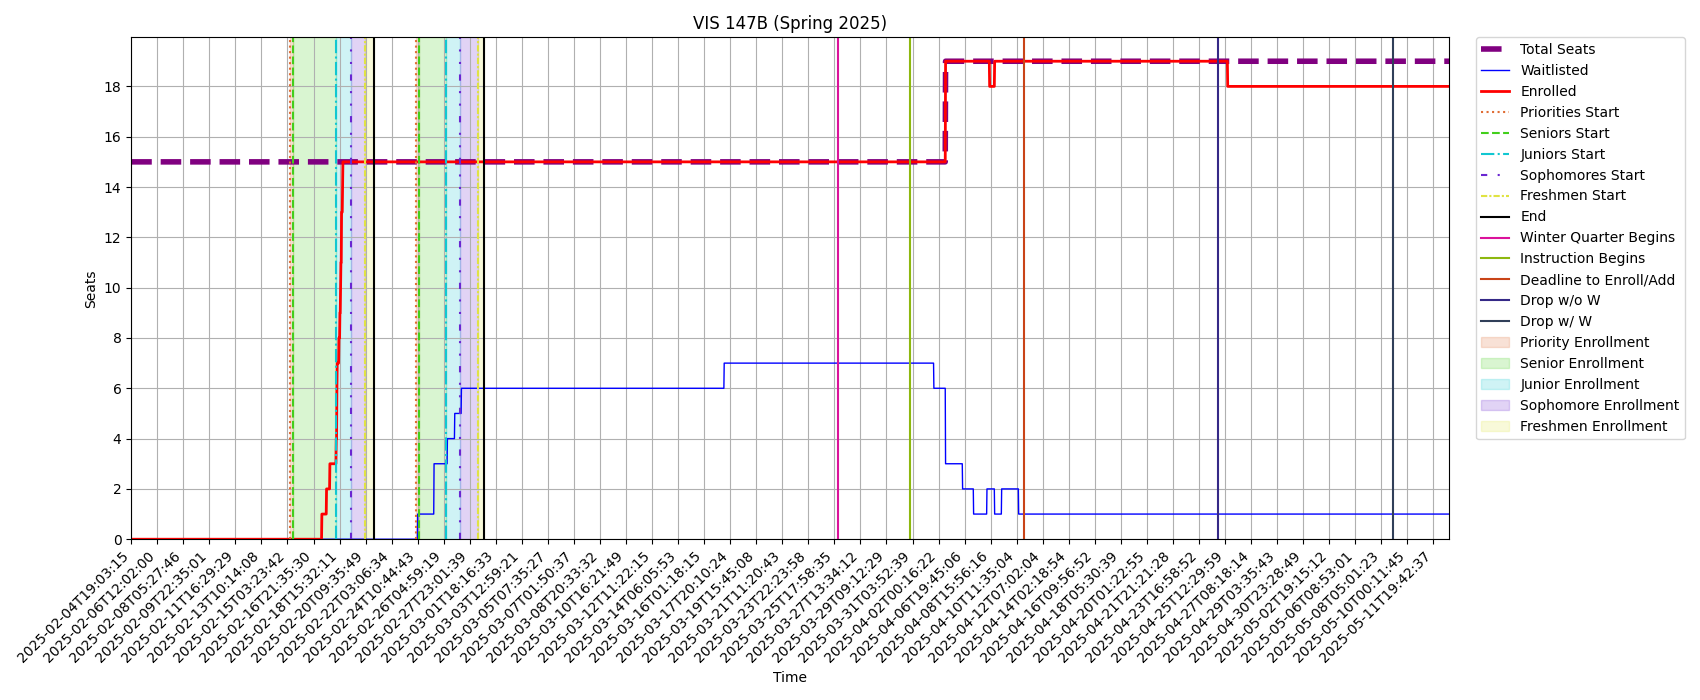 VIS 147B (Spring 2025)
Seats
18
16
14
12
10
8
6
4
2
0
2025-02-04T19:03:15
2025-02-06T12:02:00
2025-02-08T05:27:46
2025-02-09T22:35:01
2025-02-11T16:29:29
2025-02-13T10:14:08
2025-02-15T03:23:42
2025-02-16T21:35:30
2025-02-18T15:32:11
2025-02-20T09:35:49
2025-02-22T03:06:34
2025-02-24T10:44:43
2025-02-26T04:59:19
2025-02-27T23:01:39
2025-03-01T18:16:33
2025-03-03T12:59:21
2025-03-05T07:35:27
2025-03-07T01:50:37
2025-03-08T20:33:32
2025-03-10T16:21:49
2025-03-12T11:22:15
2025-03-14T06:05:53
2025-03-16T01:18:15
2025-03-17T20:10:24
2025-03-19T15:45:08
2025-03-21T11:20:43
2025-03-23T22:23:58
2025-03-25T17:58:35
2025-03-27T13:34:12
2025-03-29T09:12:29
2025-03-31T03:52:39
2025-04-02T00:16:22
2025-04-06T19:45:06
2025-04-08T15:56:16
2025-04-10T11:35:04
2025-04-12T07:02:04
2025-04-14T02:18:54
2025-04-16T09:56:52
2025-04-18T05:30:39
2025-04-20T01:22:55
2025-04-21T21:21:28
2025-04-23T16:58:52
2025-04-25T12:29:59
2025-04-27T08:18:14
2025-04-29T03:35:43
2025-04-30T23:28:49
2025-05-02T19:15:12
2025-05-06T08:53:01
2025-05-08T05:01:23
2025-05-10T00:11:45
2025-05-11T19:42:37
Time
Total Seats
Waitlisted
Enrolled
Priorities Start
Seniors Start
Juniors Start
Sophomores Start
Freshmen Start
End
Winter Quarter Begins
Instruction Begins
Deadline to Enroll/Add
Drop w/o W
Drop w/ W
Priority Enrollment
Senior Enrollment
Junior Enrollment
Sophomore Enrollment
Freshmen Enrollment